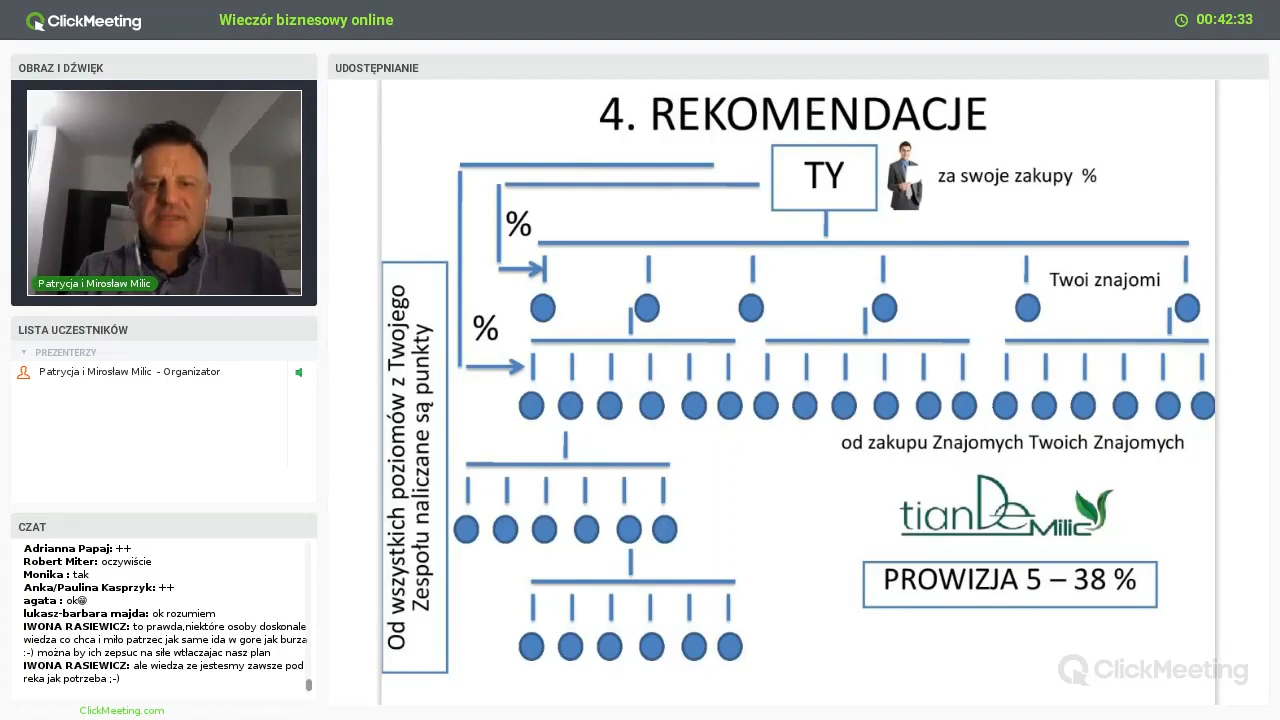 ClickMeeting
Wieczór biznesowy online
00:42:33
OBRAZ I DŹWIĘK
Patrycja i Mirosław Milic
LISTA UCZESTNIKÓW
PREZENTERZY
Patrycja i Mirosław Milic - Organizator
CZAT
Adrianna Papaj: ++
Robert Miter: oczywiście
Monika : tak
Anka/Paulina Kasprzyk: ++
agata : ok😁
lukasz-barbara majda: ok rozumiem
IWONA RASIEWICZ: to prawda,niektóre osoby doskonale
wiedza co chca i miło patrzec jak same ida w gore jak burza
:-) można by ich zepsuc na siłe wtłaczajac nasz plan
IWONA RASIEWICZ: ale wiedza ze jestesmy zawsze pod
reka jak potrzeba ;-)
ClickMeeting.com
UDOSTĘPNIANIE
4. REKOMENDACJE
TY
za swoje zakupy %
%
Twoi znajomi
%
Od wszystkich poziomów z Twojego
Zespołu naliczane są punkty
od zakupu Znajomych Twoich Znajomych
tianDe Milic
PROWIZJA 5 – 38 %
ClickMeeting